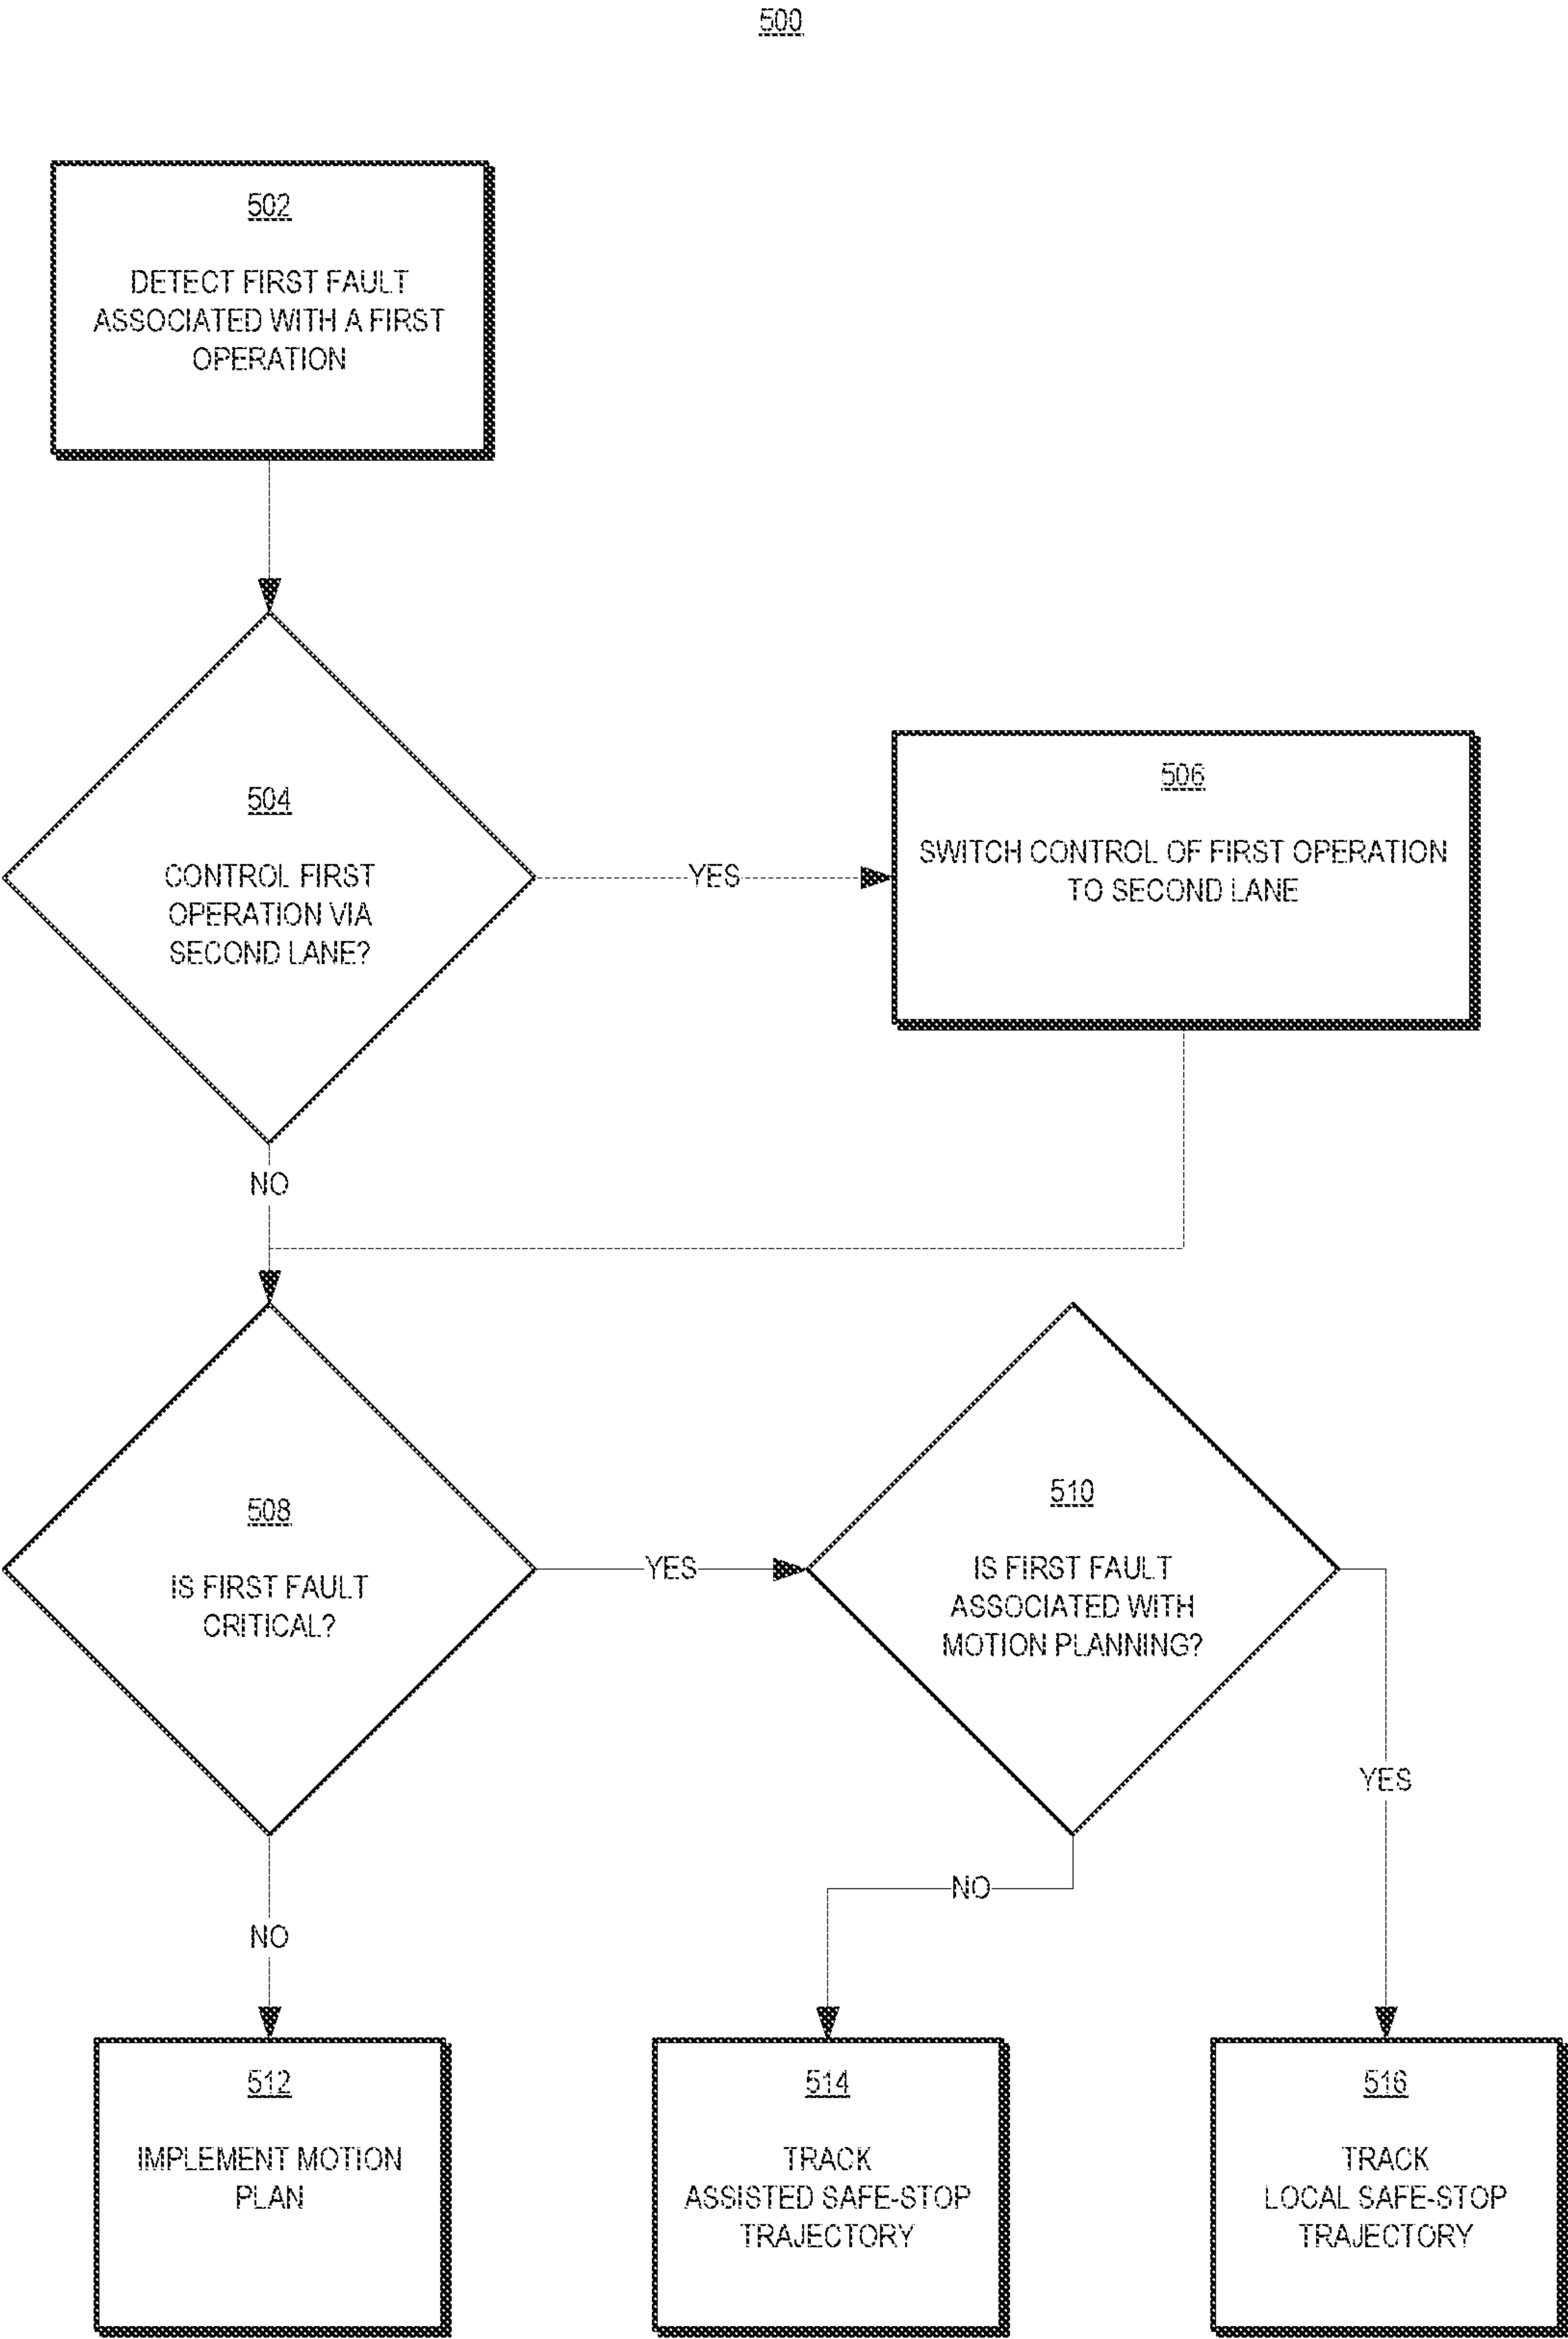 500
502
DETECT FIRST FAULT
ASSOCIATED WITH A FIRST
OPERATION
504
CONTROL FIRST
OPERATION VIA
SECOND LANE?
YES
506
SWITCH CONTROL OF FIRST OPERATION
TO SECOND LANE
NO
508
IS FIRST FAULT
CRITICAL?
YES
510
IS FIRST FAULT
ASSOCIATED WITH
MOTION PLANNING?
YES
NO
NO
512
IMPLEMENT MOTION
PLAN
514
TRACK
ASSISTED SAFE-STOP
TRAJECTORY
516
TRACK
LOCAL SAFE-STOP
TRAJECTORY